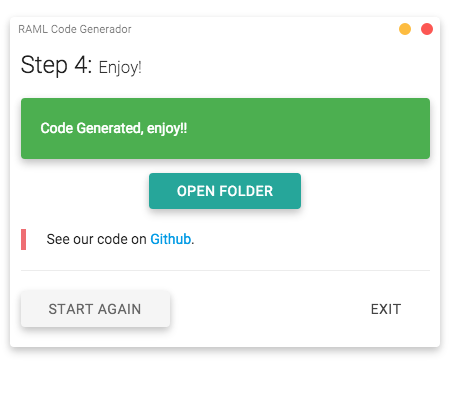 RAML Code Generador
Step 4: Enjoy!
Code Generated, enjoy!!
OPEN FOLDER
See our code on Github.
START AGAIN
EXIT